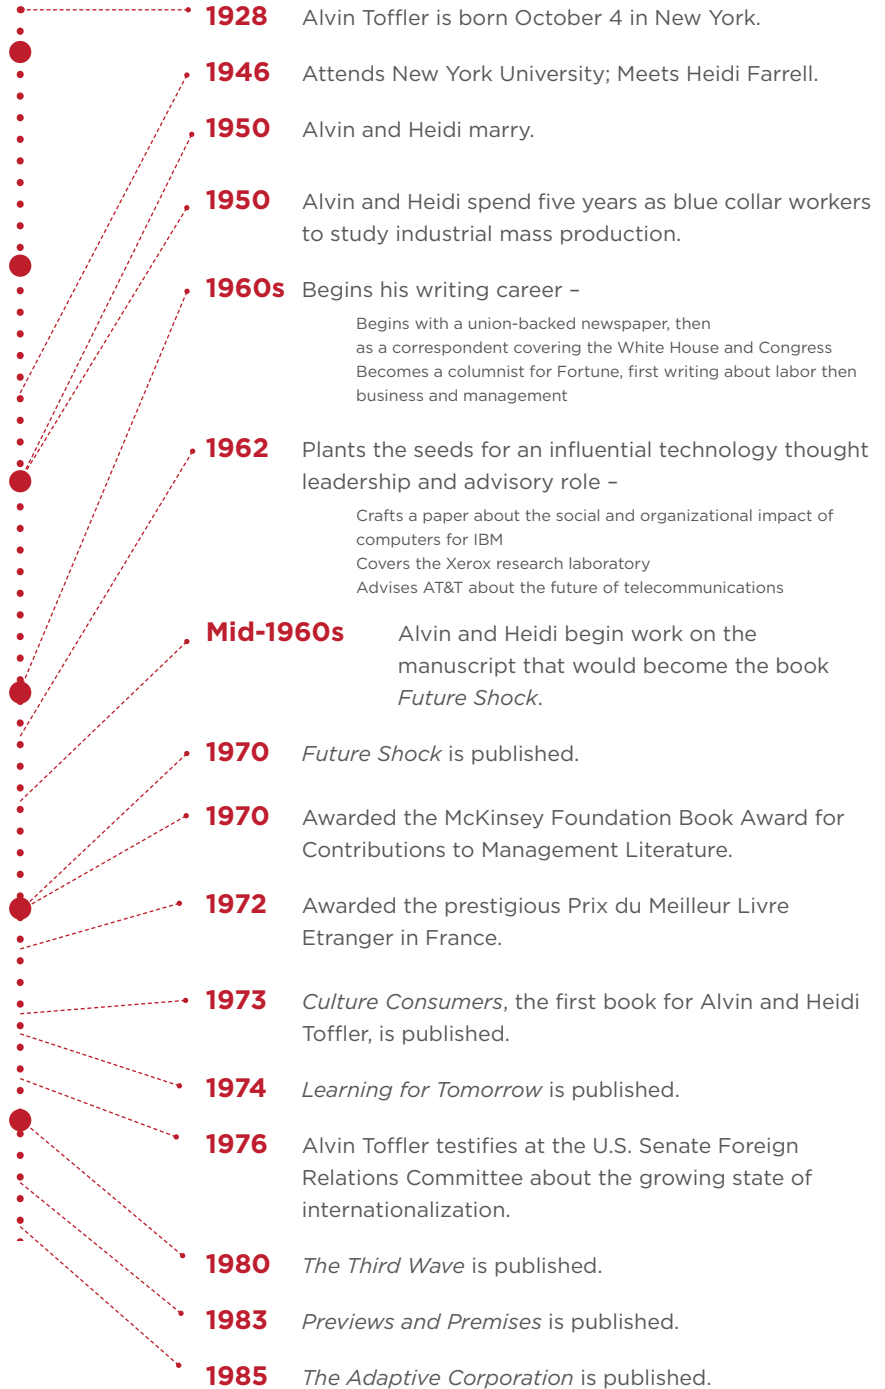 1928 Alvin Toffler is born October 4 in New York.
1946 Attends New York University; Meets Heidi Farrell.
1950 Alvin and Heidi marry.
1950 Alvin and Heidi spend five years as blue collar workers
to study industrial mass production.
1960s Begins his writing career –
Begins with a union-backed newspaper, then
as a correspondent covering the White House and Congress
Becomes a columnist for Fortune, first writing about labor then
business and management
1962 Plants the seeds for an influential technology thought
leadership and advisory role –
Crafts a paper about the social and organizational impact of
computers for IBM
Covers the Xerox research laboratory
Advises AT&T about the future of telecommunications
Mid-1960s Alvin and Heidi begin work on the
manuscript that would become the book
Future Shock.
1970 Future Shock is published.
1970 Awarded the McKinsey Foundation Book Award for
Contributions to Management Literature.
1972 Awarded the prestigious Prix du Meilleur Livre
Etranger in France.
1973 Culture Consumers, the first book for Alvin and Heidi
Toffler, is published.
1974 Learning for Tomorrow is published.
1976 Alvin Toffler testifies at the U.S. Senate Foreign
Relations Committee about the growing state of
internationalization.
1980 The Third Wave is published.
1983 Previews and Premises is published.
1985 The Adaptive Corporation is published.